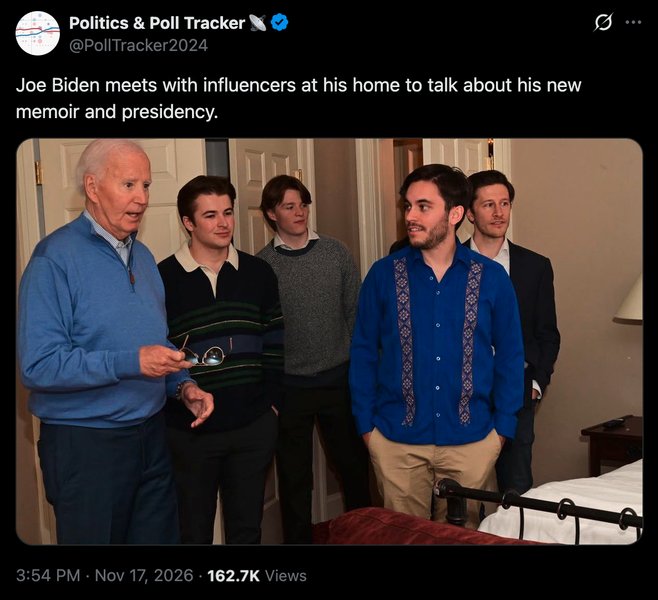 Politics & Poll Tracker
@PollTracker2024
Joe Biden meets with influencers at his home to talk about his new
memoir and presidency.
3:54 PM · Nov 17, 2026 · 162.7K Views